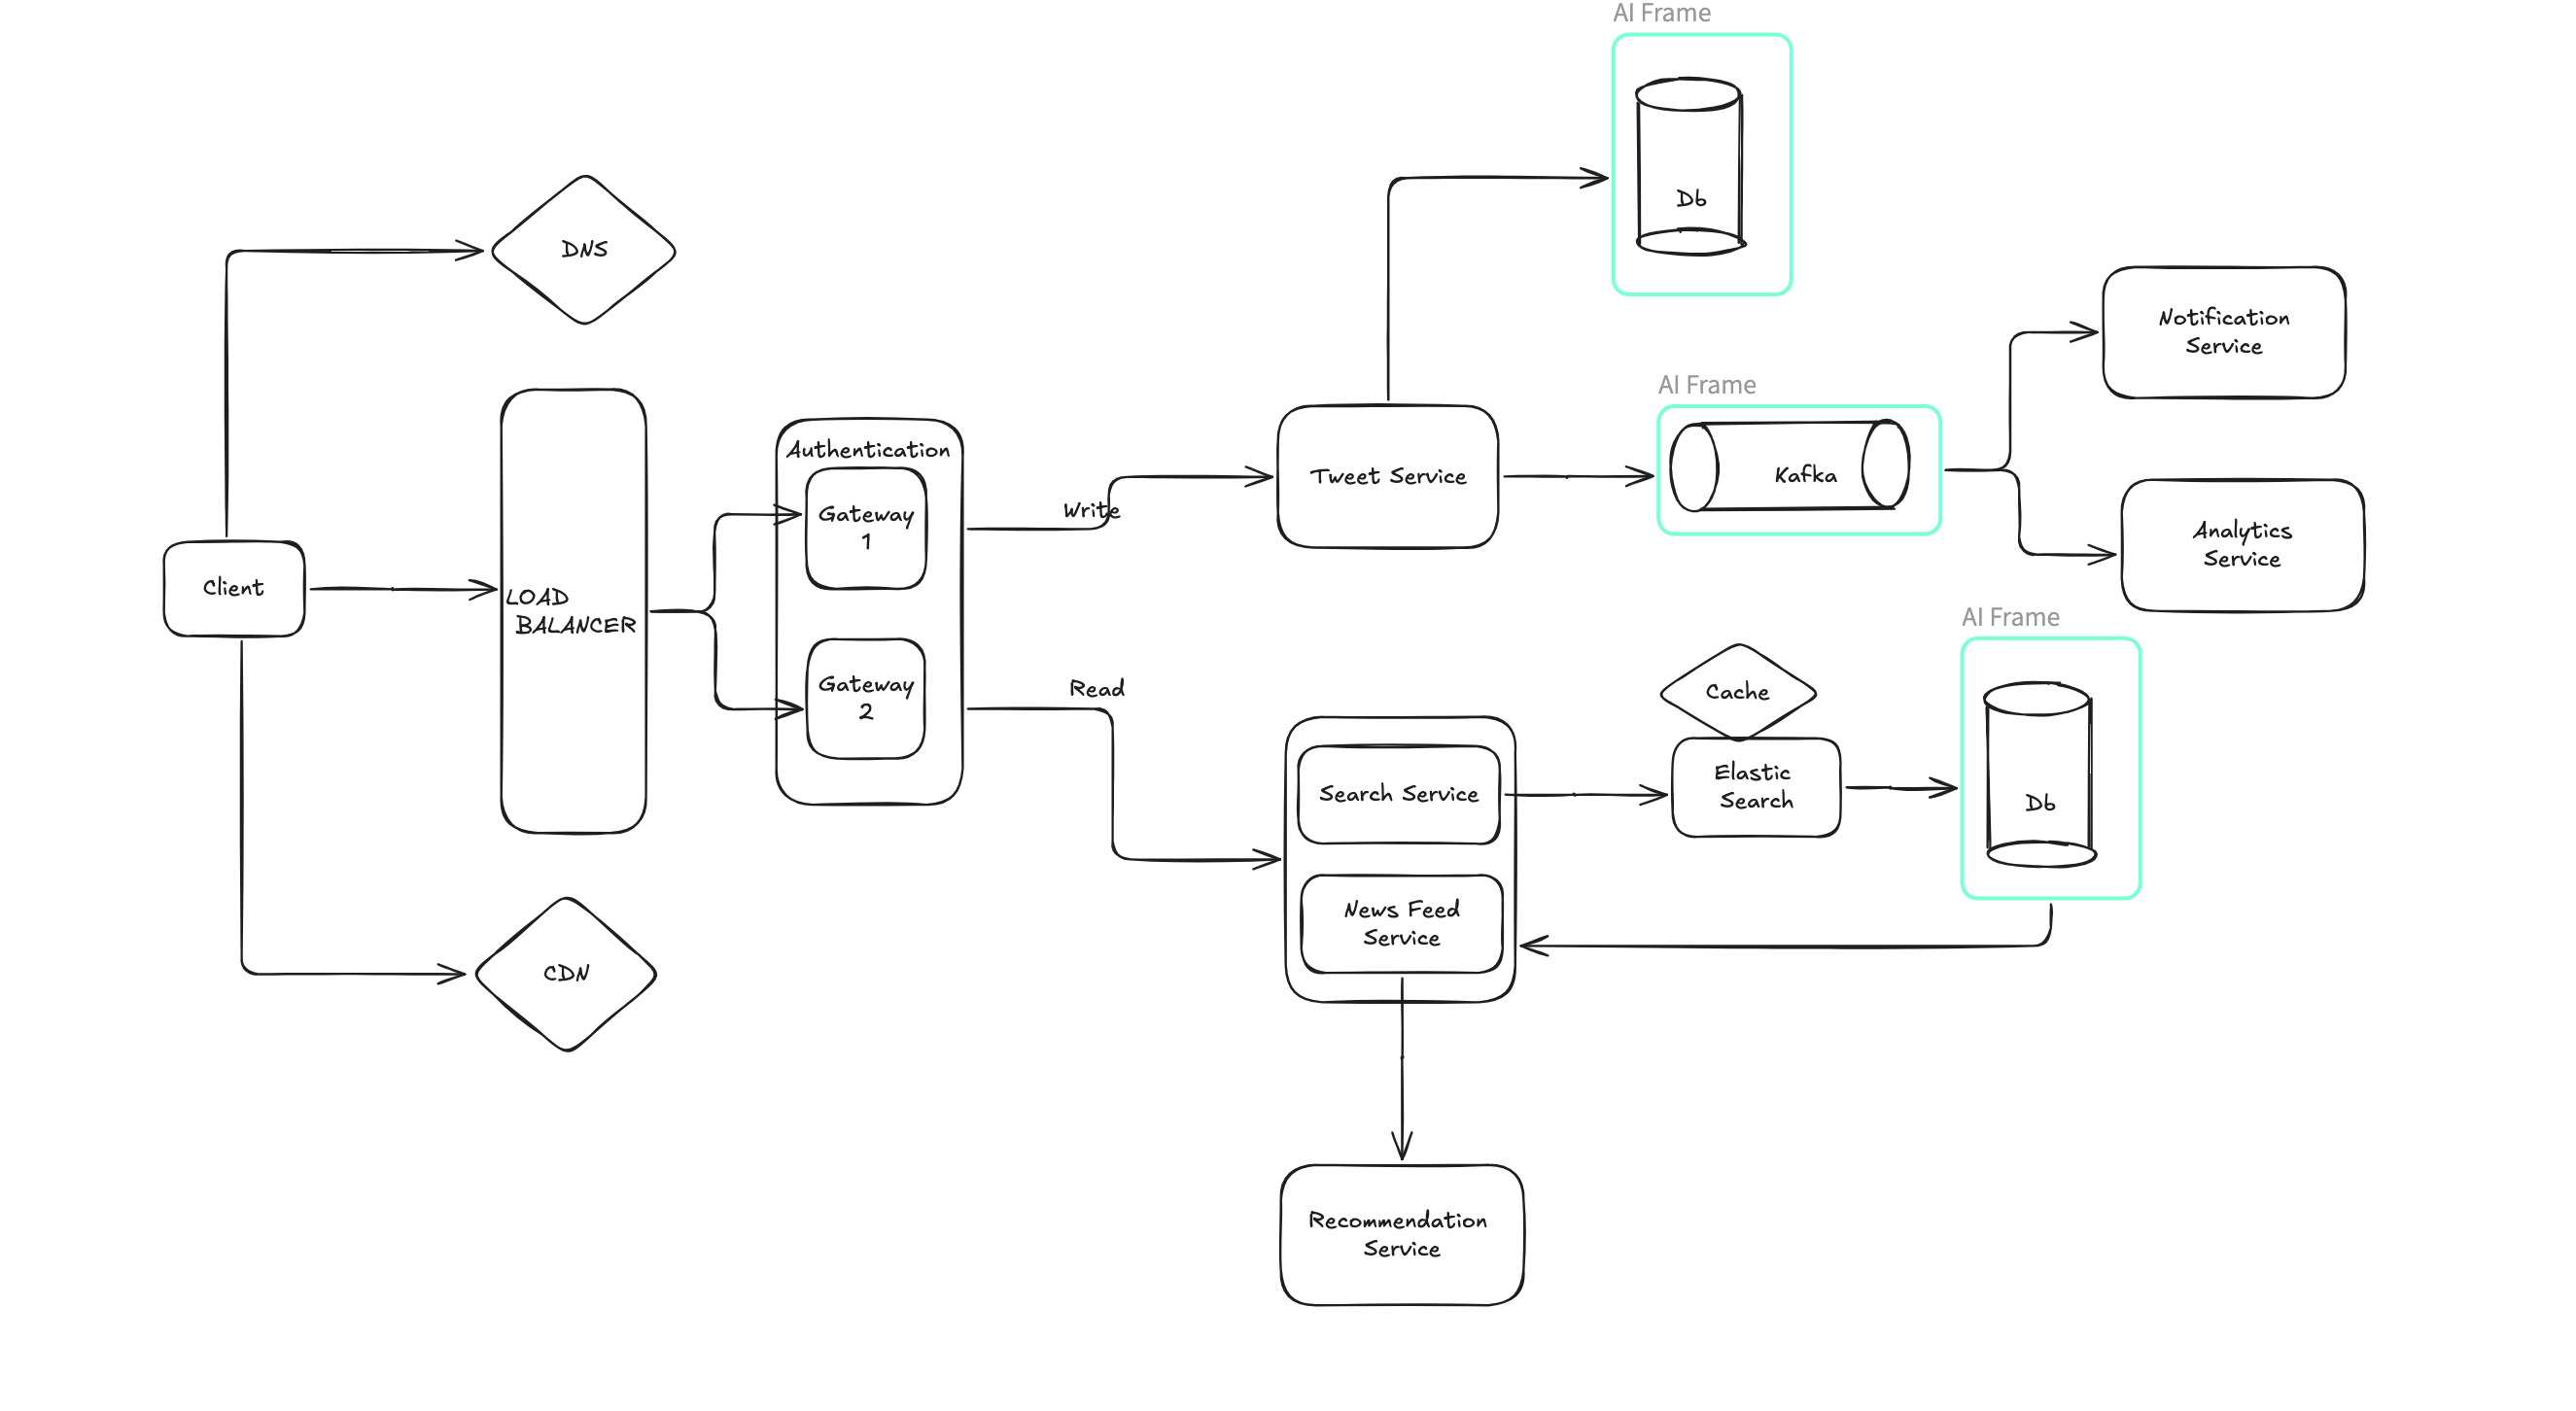 AI Frame
Db
DNS
Notification
Service
AI Frame
Authentication
Tweet Service
Kafka
Gateway
1
Write
Analytics
Service
Client
LOAD
BALANCER
AI Frame
Gateway
2
Read
Cache
Elastic
Search
Search Service
Db
News Feed
Service
CDN
Recommendation
Service